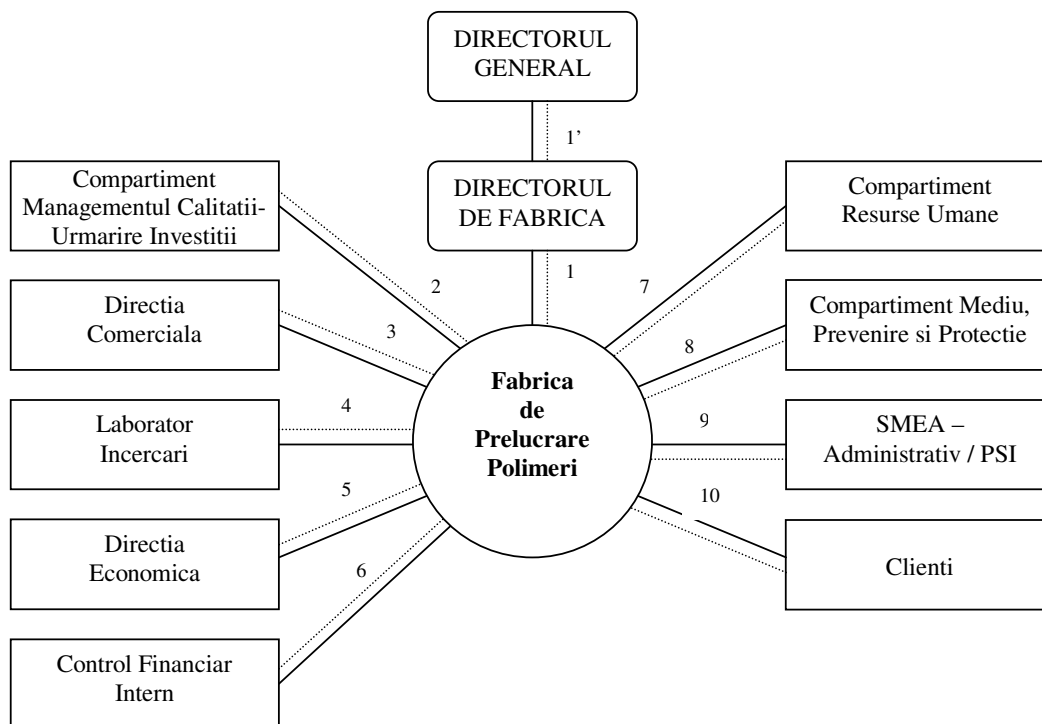 DIRECTORUL
GENERAL
1’
DIRECTORUL
DE FABRICA
1
Compartiment
Managementul Calitatii-
Urmarire Investitii
2
Directia
Comerciala
3
Laborator
Incercari
4
Directia
Economica
5
Control Financiar
Intern
6
Fabrica
de
Prelucrare
Polimeri
Compartiment
Resurse Umane
7
Compartiment Mediu,
Prevenire si Protectie
8
SMEA –
Administrativ / PSI
9
Clienti
10